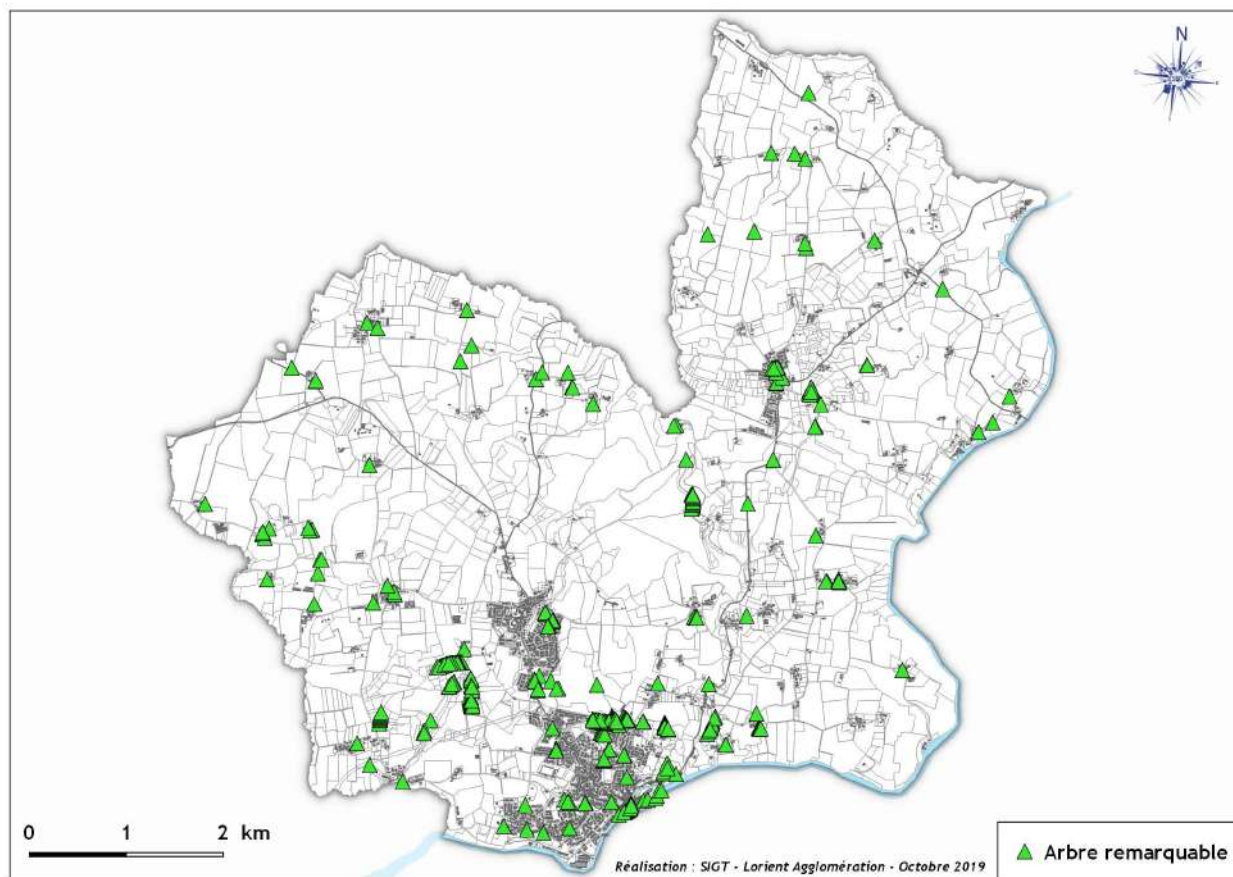 N
0 1 2 km
Réalisation : SIGT - Lorient Agglomération - Octobre 2019
Arbre remarquable